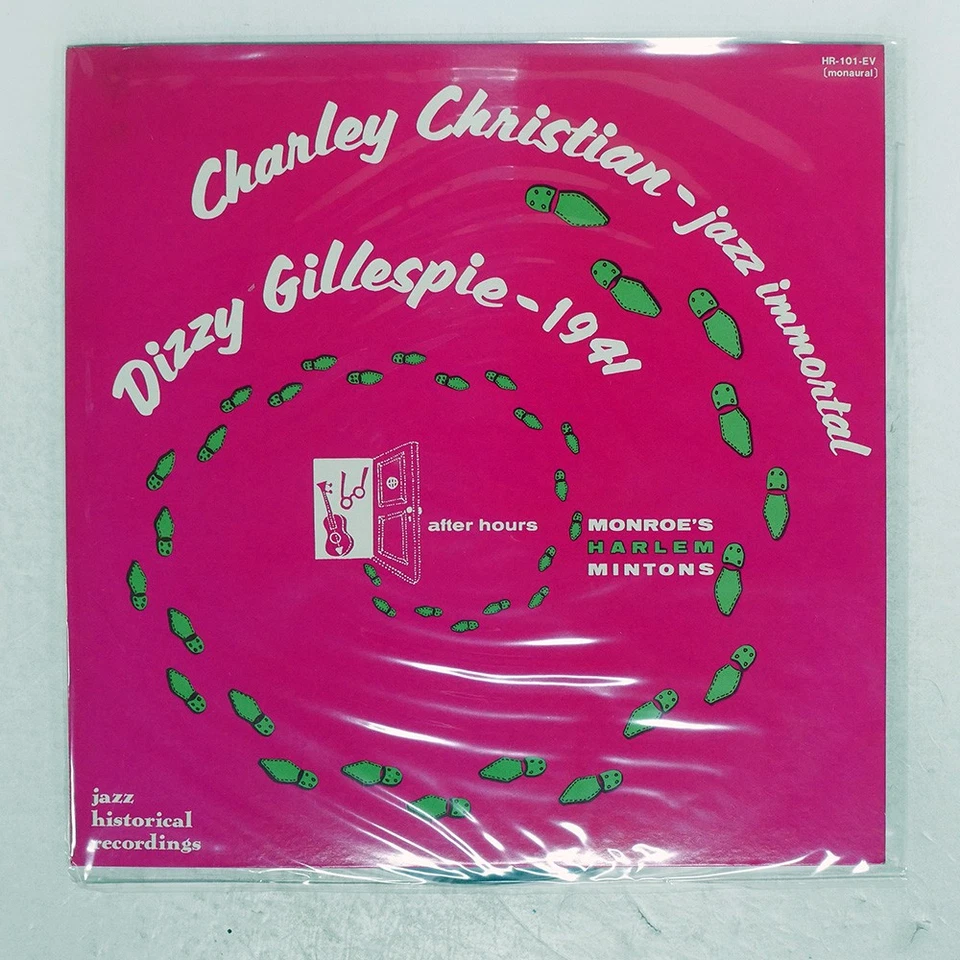 HR-101-EV
(monaural)
Charley Christian - jazz immortal
Dizzy Gillespie - 1941
after hours
MONROE'S
HARLEM
MINTONS
jazz
historical
recordings